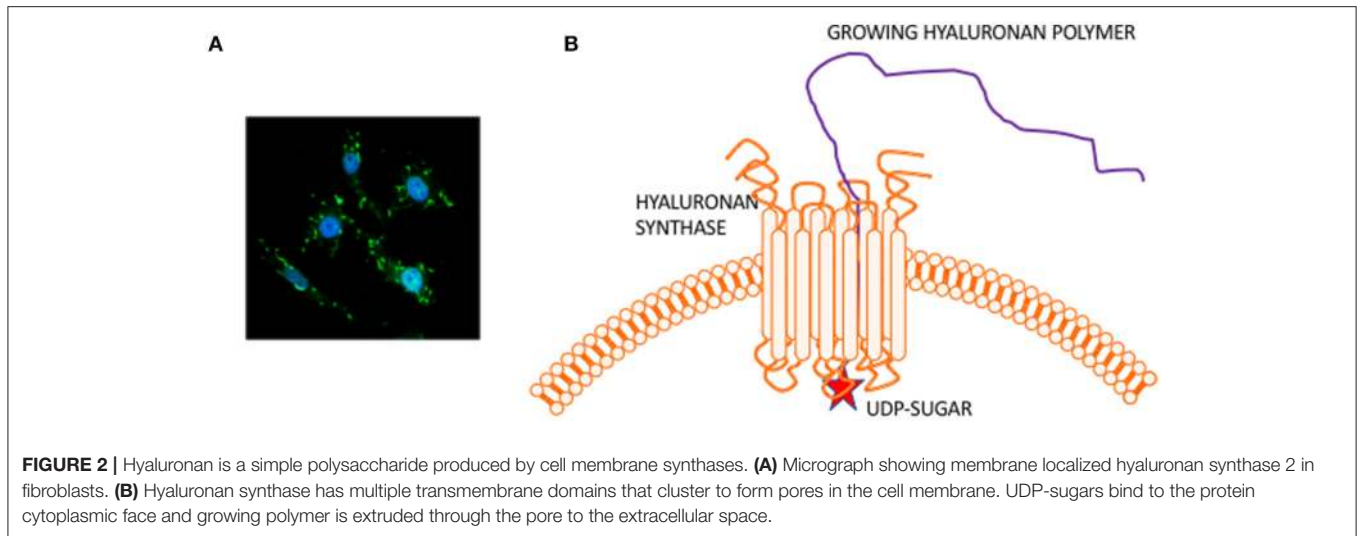 A
B
GROWING HYALURONAN POLYMER
HYALURONAN
SYNTHASE
UDP-SUGAR
FIGURE 2 | Hyaluronan is a simple polysaccharide produced by cell membrane synthases. (A) Micrograph showing membrane localized hyaluronan synthase 2 in
fibroblasts. (B) Hyaluronan synthase has multiple transmembrane domains that cluster to form pores in the cell membrane. UDP-sugars bind to the protein
cytoplasmic face and growing polymer is extruded through the pore to the extracellular space.